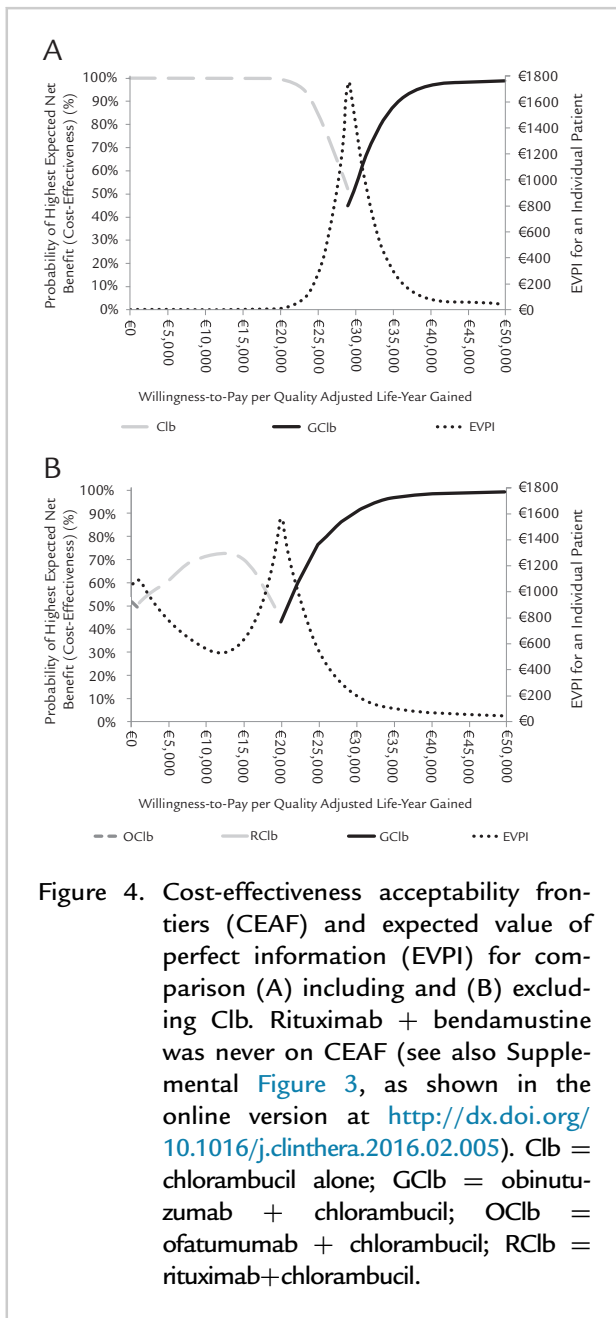 A
Probability of Highest Expected Net
Benefit (Cost-Effectiveness) (%)
100%
90%
80%
70%
60%
50%
40%
30%
20%
10%
0%
€1800
€1600
€1400
€1200
€1000
€800
€600
€400
€200
€0
EVPI for an Individual Patient
€0
€5,000
€10,000
€15,000
€20,000
€25,000
€30,000
€35,000
€40,000
€45,000
€50,000
Willingness-to-Pay per Quality Adjusted Life-Year Gained
Clb GClb EVPI
B
Probability of Highest Expected Net
Benefit (Cost-Effectiveness) (%)
100%
90%
80%
70%
60%
50%
40%
30%
20%
10%
0%
€1800
€1600
€1400
€1200
€1000
€800
€600
€400
€200
€0
EVPI for an Individual Patient
€0
€5,000
€10,000
€15,000
€20,000
€25,000
€30,000
€35,000
€40,000
€45,000
€50,000
Willingness-to-Pay per Quality Adjusted Life-Year Gained
OClb RClb GClb EVPI
Figure 4. Cost-effectiveness acceptability fron-
tiers (CEAF) and expected value of
perfect information (EVPI) for com-
parison (A) including and (B) exclud-
ing Clb. Rituximab + bendamustine
was never on CEAF (see also Supple-
mental Figure 3, as shown in the
online version at http://dx.doi.org/
10.1016/j.clinthera.2016.02.005). Clb =
chlorambucil alone; GClb = obinutu-
zumab + chlorambucil; OClb =
ofatumumab + chlorambucil; RClb =
rituximab+chlorambucil.